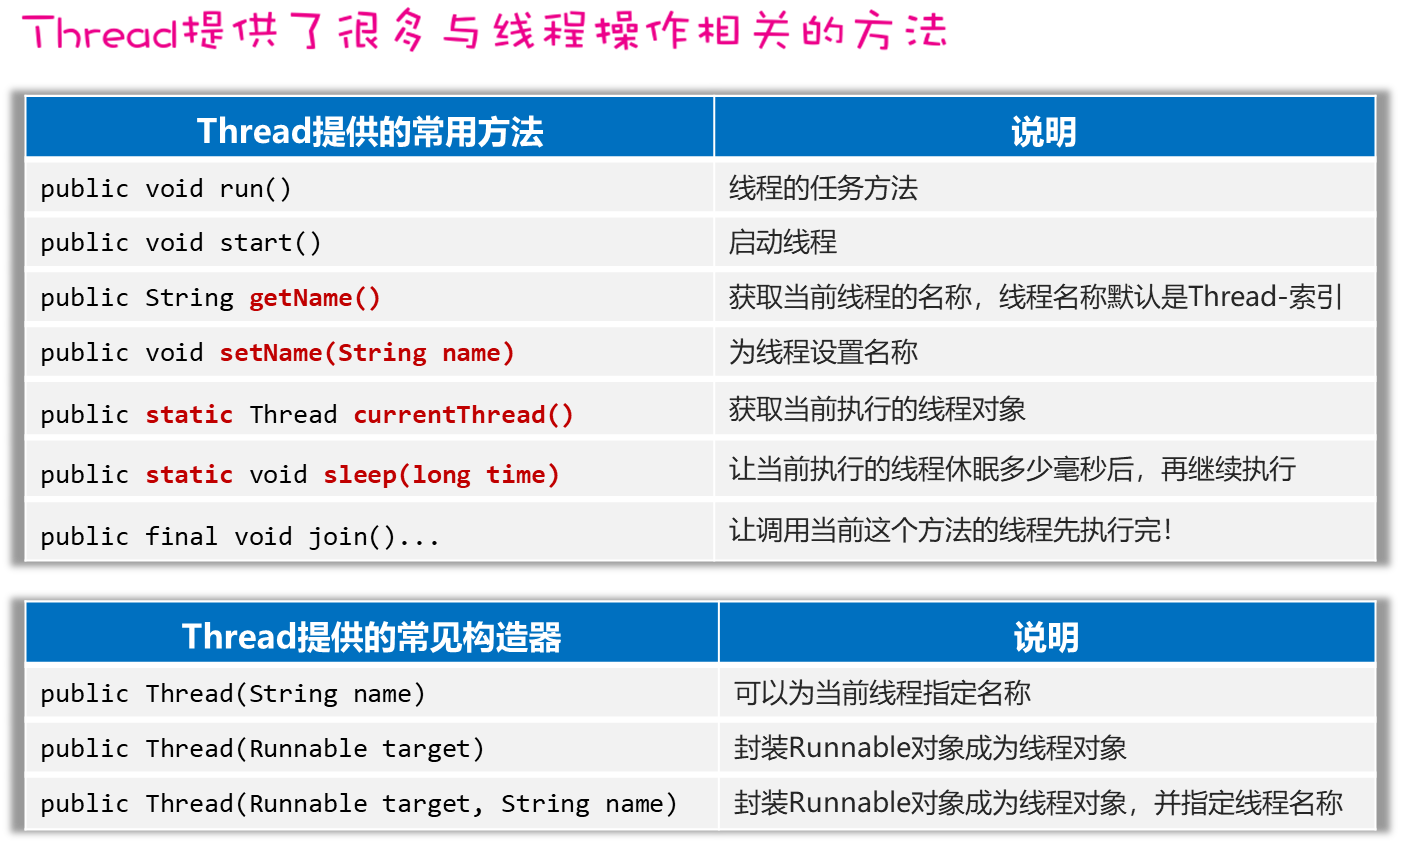 Thread提供了很多与线程操作相关的方法
Thread提供的常用方法 说明
public void run() 线程的任务方法
public void start() 启动线程
public String getName() 获取当前线程的名称，线程名称默认是Thread-索引
public void setName(String name) 为线程设置名称
public static Thread currentThread() 获取当前执行的线程对象
public static void sleep(long time) 让当前执行的线程休眠多少毫秒后，再继续执行
public final void join()... 让调用当前这个方法的线程先执行完！
Thread提供的常见构造器 说明
public Thread(String name) 可以为当前线程指定名称
public Thread(Runnable target) 封装Runnable对象成为线程对象
public Thread(Runnable target, String name) 封装Runnable对象成为线程对象，并指定线程名称